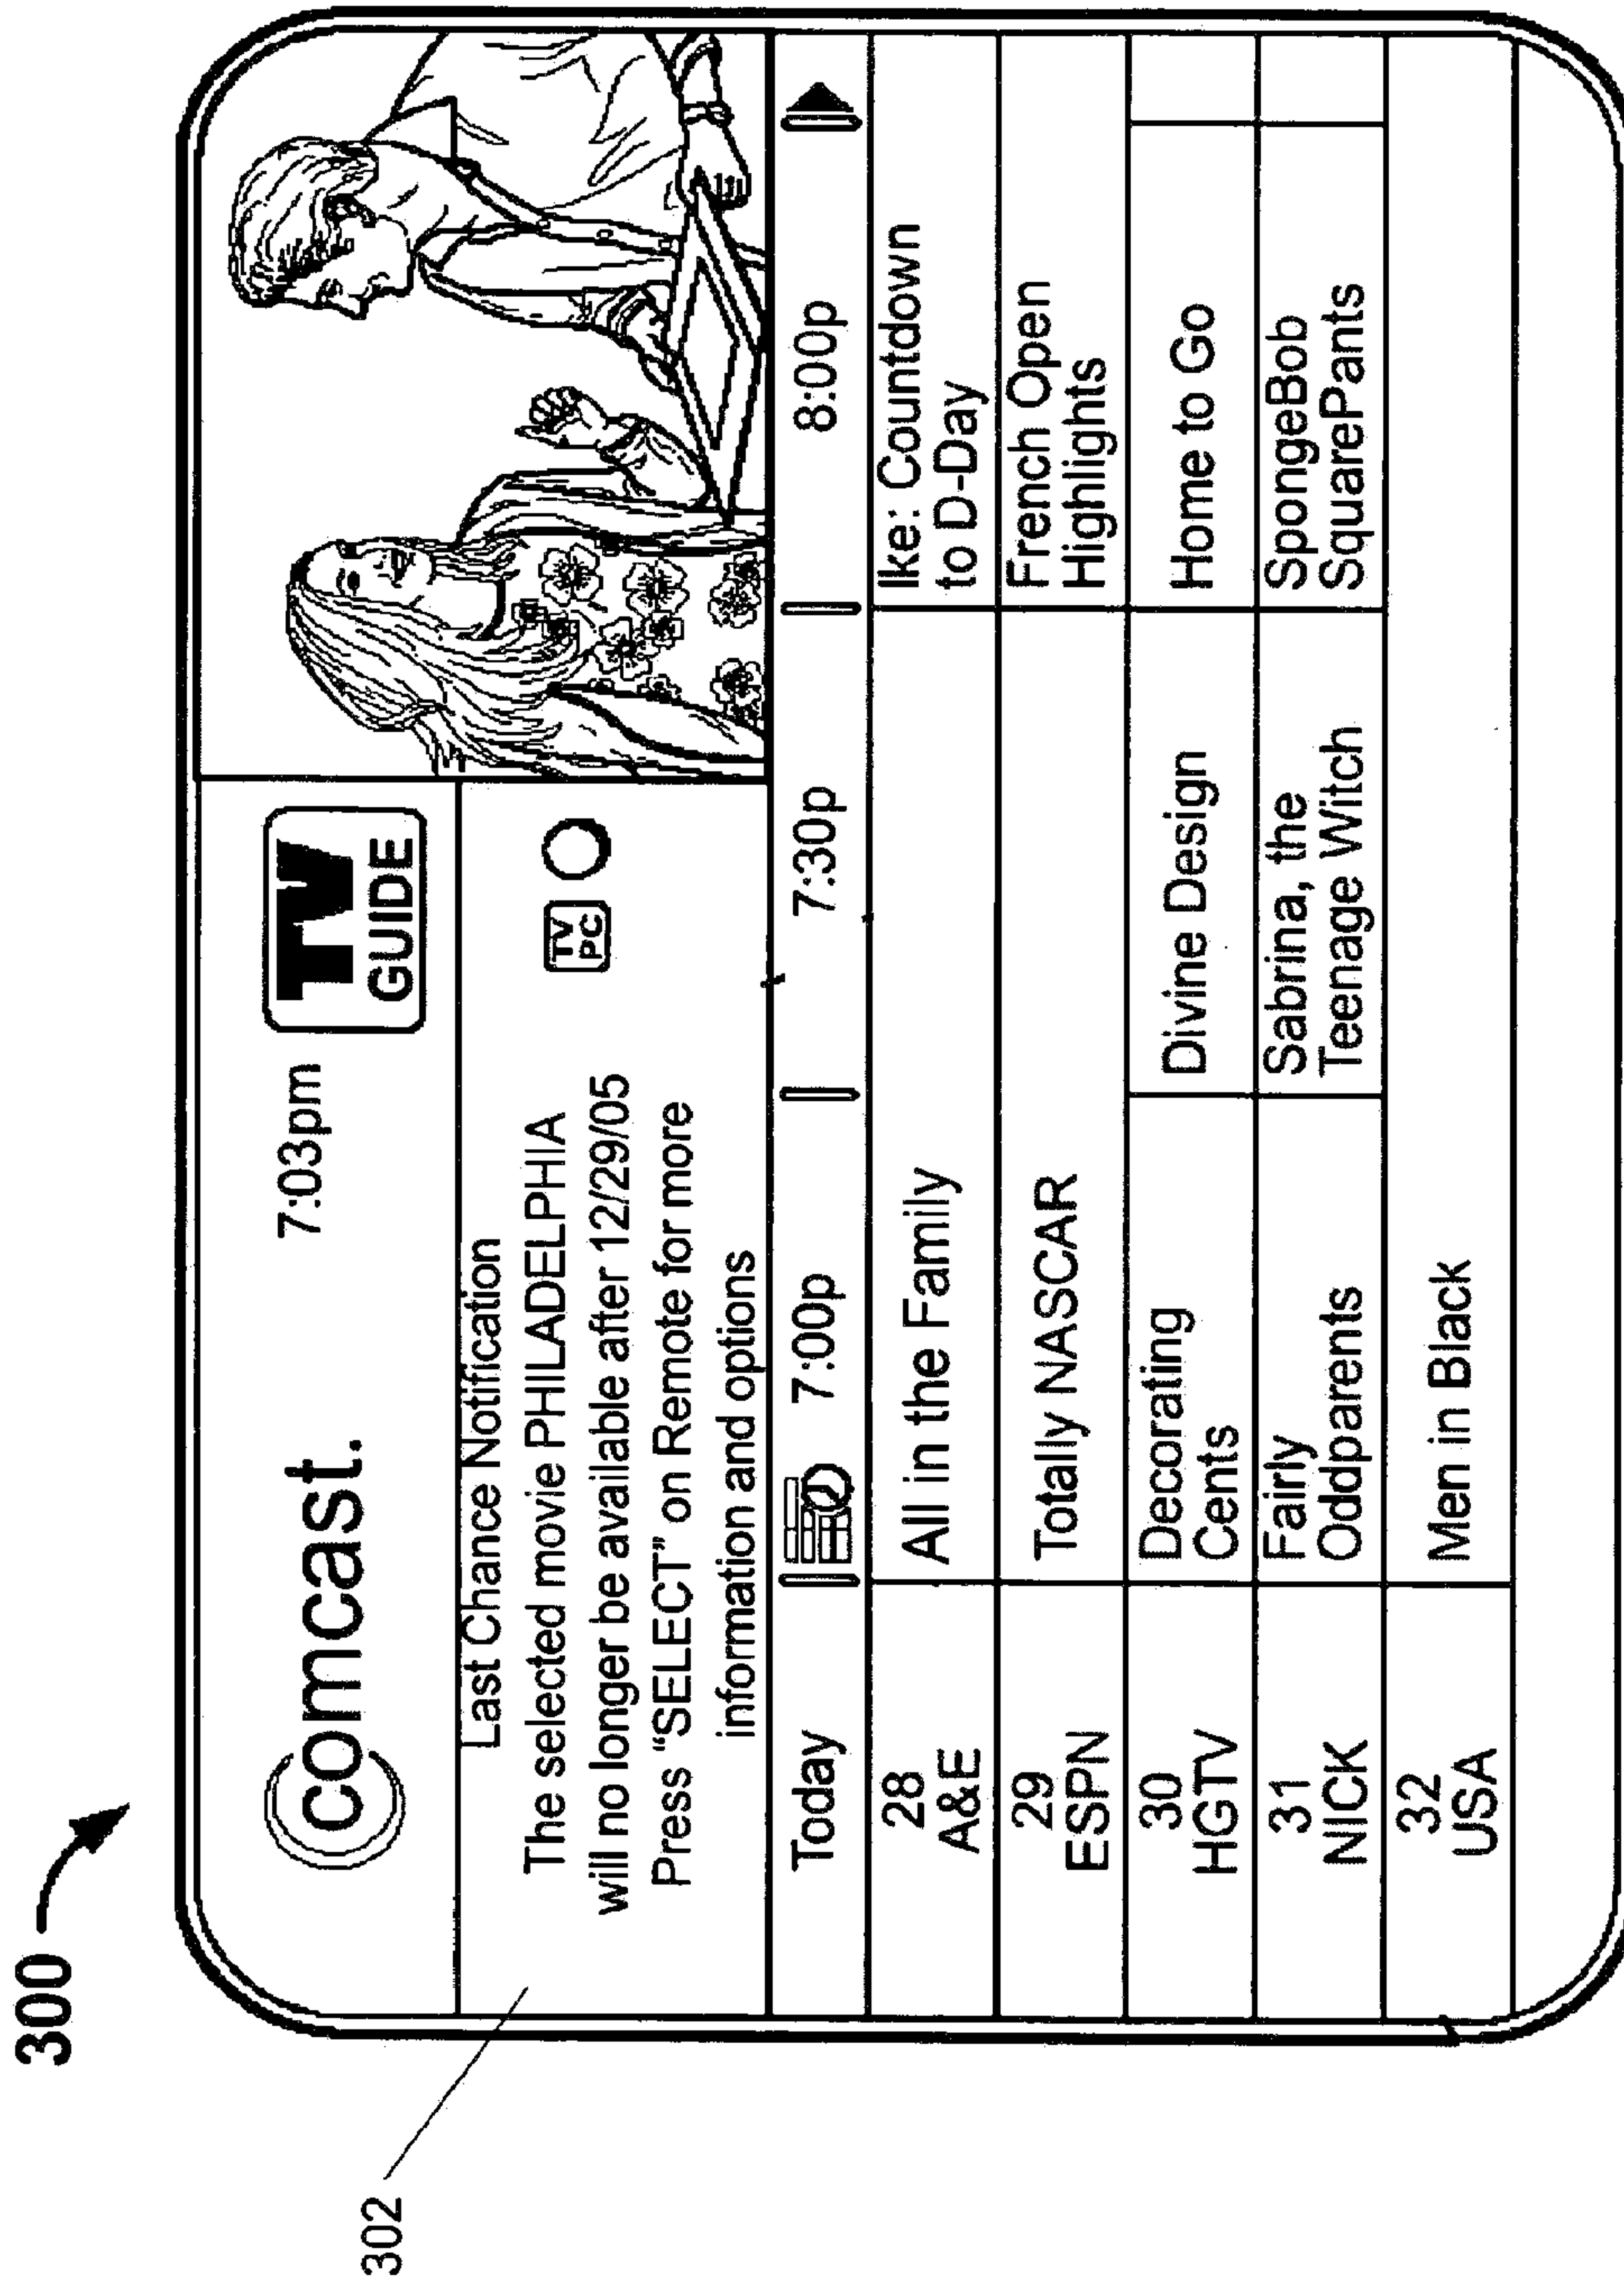 300
302
comcast.
7:03pm
TV
GUIDE
Last Chance Notification
The selected movie PHILADELPHIA
will no longer be available after 12/29/05
Press “SELECT” on Remote for more
information and options
TV
PC
Today
7:00p
7:30p
8:00p
28
A&E
All in the Family
Ike: Countdown
to D-Day
29
ESPN
Totally NASCAR
French Open
Highlights
30
HGTV
Decorating
Cents
Divine Design
Home to Go
31
NICK
Fairly
Oddparents
Sabrina, the
Teenage Witch
SpongeBob
SquarePants
32
USA
Men in Black